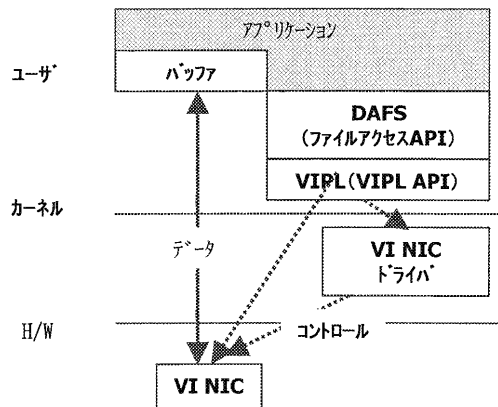 アプリケーション
ユーザ
バッファ
DAFS
(ファイルアクセスAPI)
VIPL(VIPL API)
カーネル
データ
VI NIC
ドライバ
H/W
コントロール
VI NIC